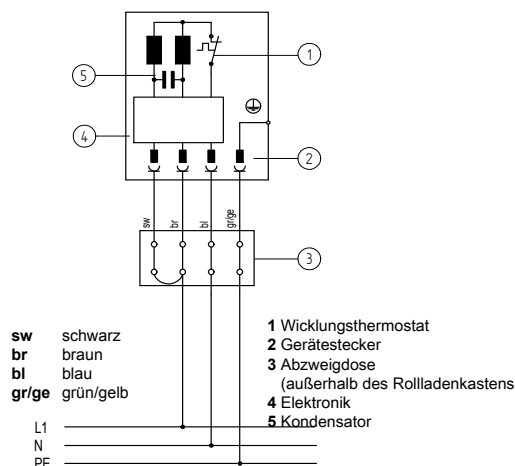 1
5
4
2
sw
br
bl
gr/ge
3
sw schwarz
br braun
bl blau
gr/ge grün/gelb
1 Wicklungsthermostat
2 Gerätestecker
3 Abzweigdose
(außerhalb des Rollladenkastens
4 Elektronik
5 Kondensator
L1
N
PE